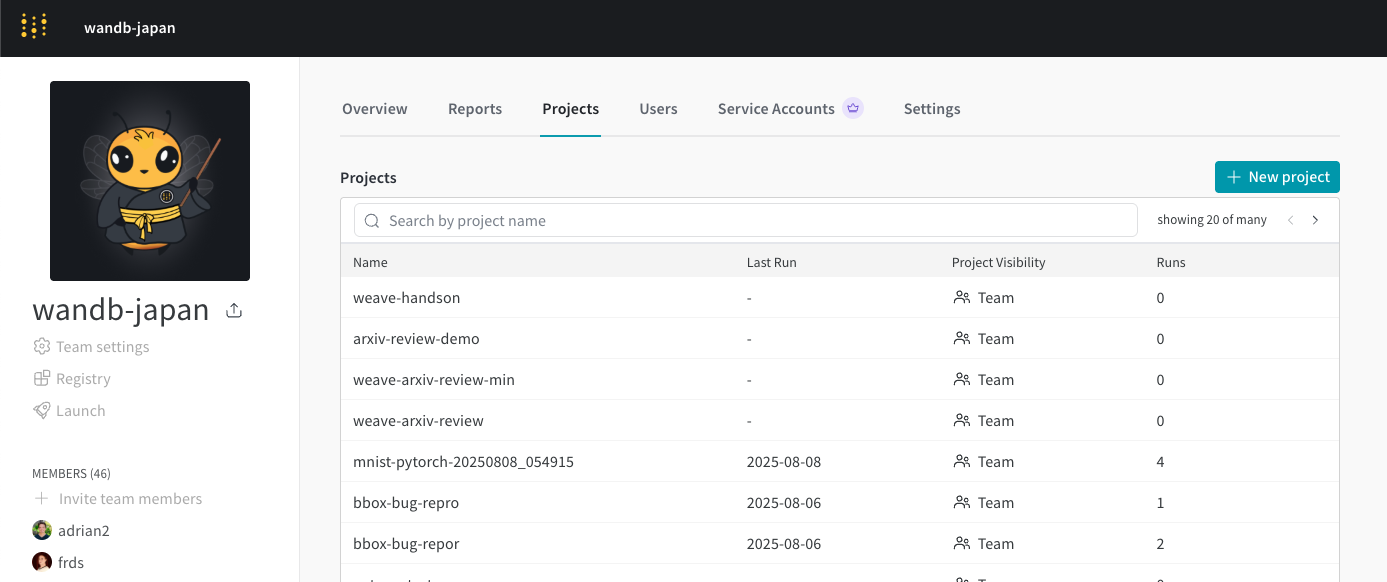 wandb-japan
wandb-japan
Team settings
Registry
Launch
MEMBERS (46)
Invite team members
adrian2
frds
Overview Reports Projects Users Service Accounts Settings
Projects
New project
Search by project name
showing 20 of many
Name Last Run Project Visibility Runs
weave-handson - Team 0
arxiv-review-demo - Team 0
weave-arxiv-review-min - Team 0
weave-arxiv-review - Team 0
mnist-pytorch-20250808_054915 2025-08-08 Team 4
bbox-bug-repro 2025-08-06 Team 1
bbox-bug-repor 2025-08-06 Team 2